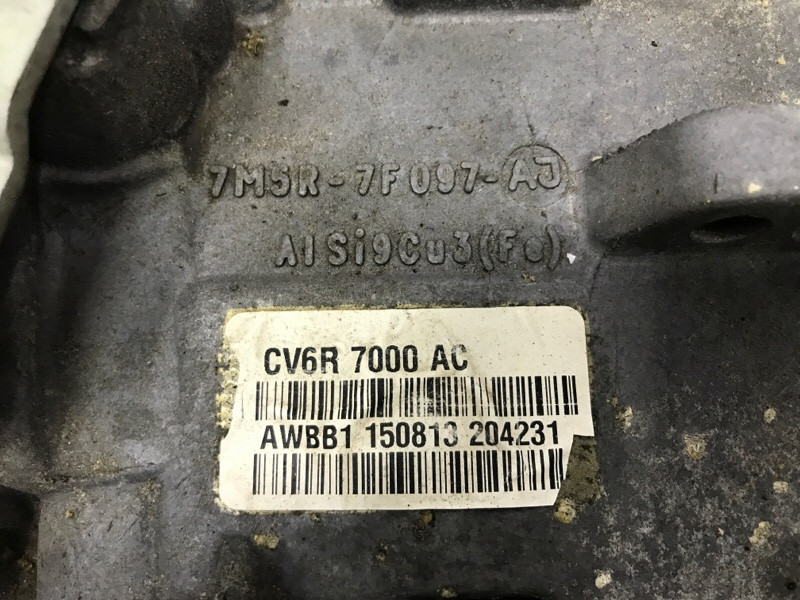 7M5R-7F097-AJ
AlSi9Cu3(Fe)
CV6R 7000 AC
AWBB1 150813 204231